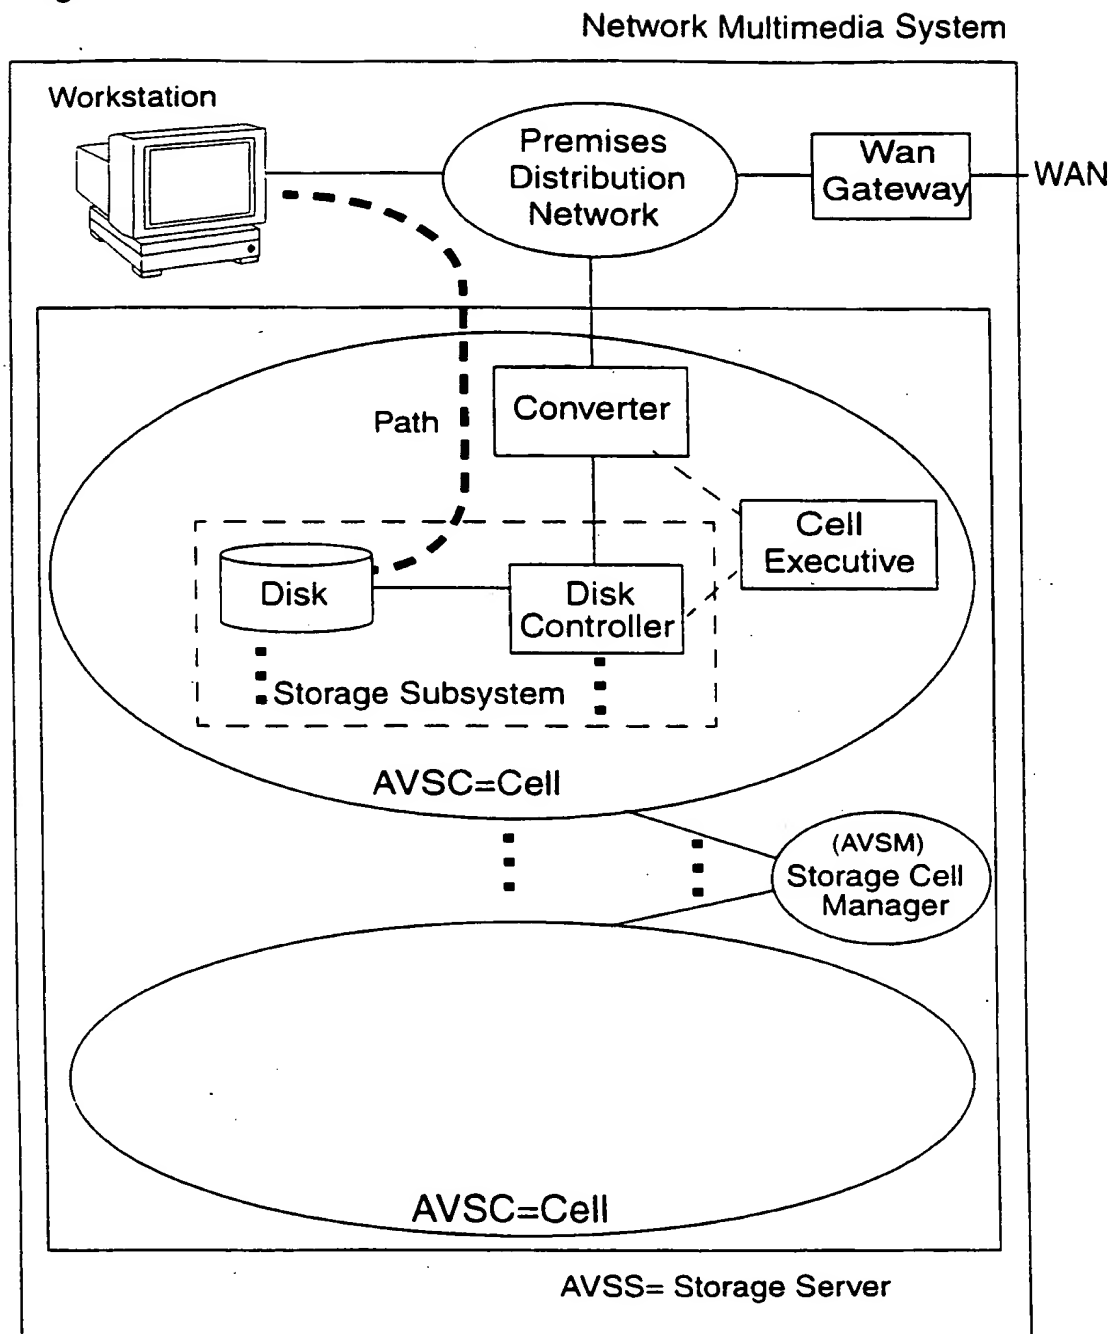 Network Multimedia System
Workstation
Premises
Distribution
Network
Wan
Gateway
WAN
Converter
Path
Cell
Executive
Disk
Disk
Controller
Storage Subsystem
AVSC=Cell
(AVSM)
Storage Cell
Manager
AVSC=Cell
AVSS= Storage Server